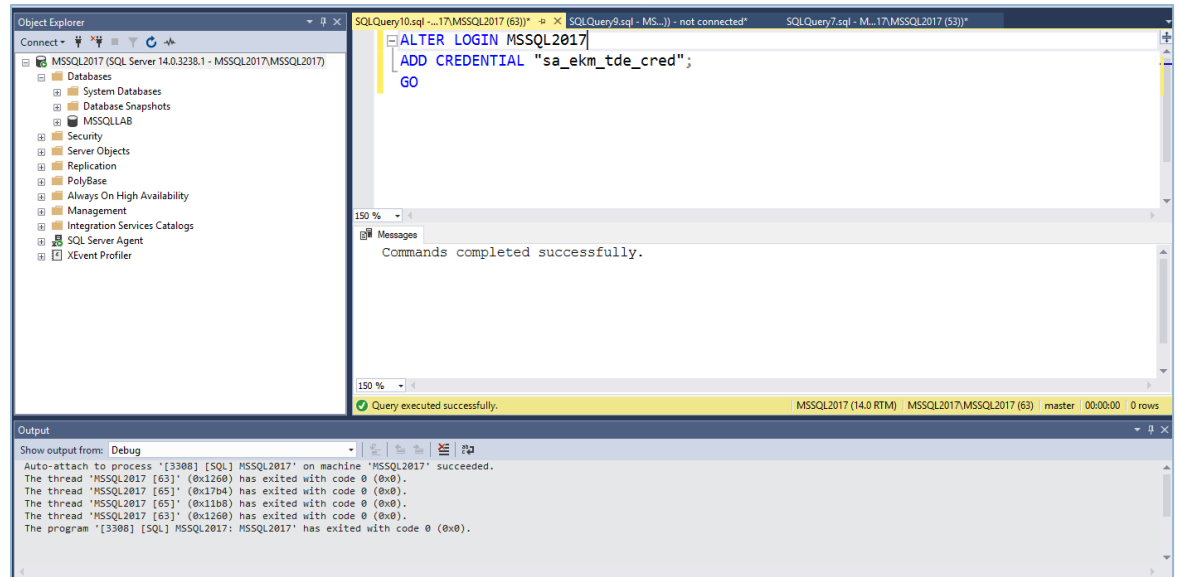 Object Explorer
Connect
MSSQL2017 (SQL Server 14.0.3238.1 - MSSQL2017\MSSQL2017)
Databases
System Databases
Database Snapshots
MSSQLLAB
Security
Server Objects
Replication
PolyBase
Always On High Availability
Management
Integration Services Catalogs
SQL Server Agent
XEvent Profiler
SQLQuery10.sql -...17\MSSQL2017 (63))* SQLQuery9.sql - MS...)) - not connected* SQLQuery7.sql - M...17\MSSQL2017 (53))*
ALTER LOGIN MSSQL2017
ADD CREDENTIAL "sa_ekm_tde_cred";
GO
150 %
Messages
Commands completed successfully.
150 %
Query executed successfully. MSSQL2017 (14.0 RTM) MSSQL2017\MSSQL2017 (63) master 00:00:00 0 rows
Output
Show output from: Debug
Auto-attach to process '[3308] [SQL] MSSQL2017' on machine 'MSSQL2017' succeeded.
The thread 'MSSQL2017 [63]' (0x1260) has exited with code 0 (0x0).
The thread 'MSSQL2017 [65]' (0x17b4) has exited with code 0 (0x0).
The thread 'MSSQL2017 [65]' (0x11b8) has exited with code 0 (0x0).
The thread 'MSSQL2017 [63]' (0x1260) has exited with code 0 (0x0).
The program '[3308] [SQL] MSSQL2017: MSSQL2017' has exited with code 0 (0x0).